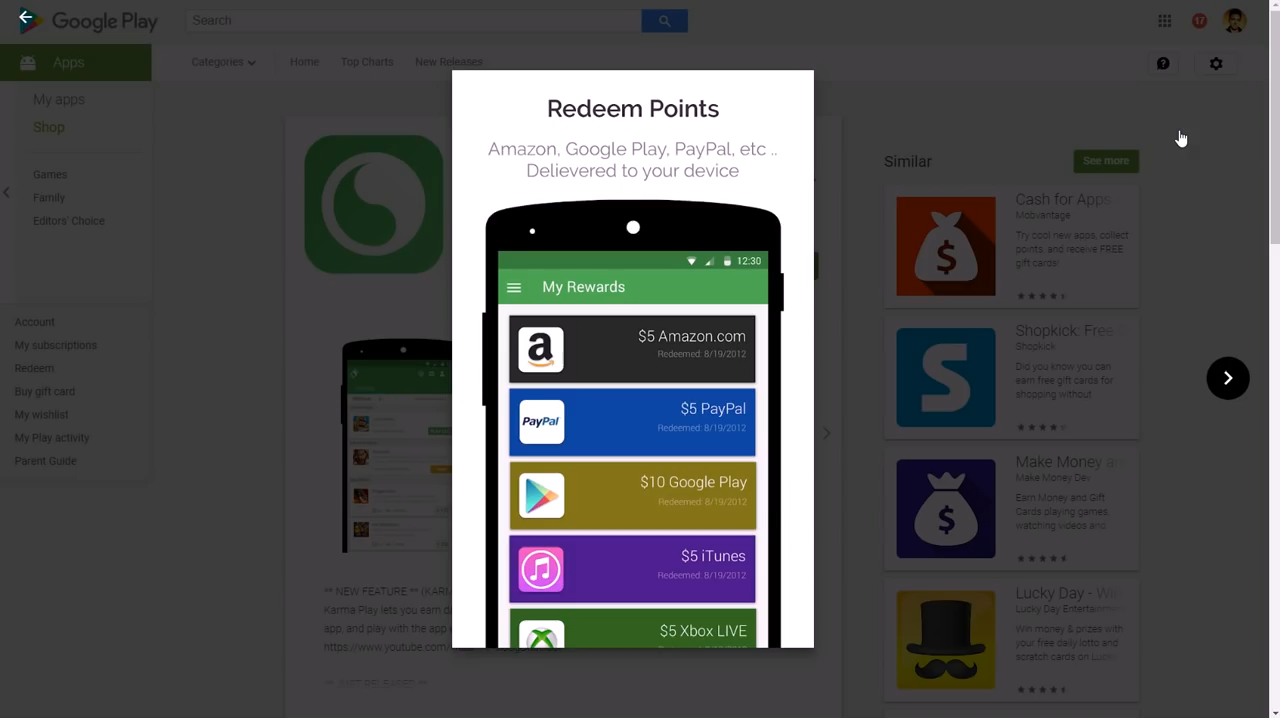 Google Play
Search
17
Apps
Categories
Home
Top Charts
New Releases
My apps
Shop
Games
Family
Editors' Choice
Account
My subscriptions
Redeem
Buy gift card
My wishlist
My Play activity
Parent Guide
Redeem Points
Amazon, Google Play, PayPal, etc ..
Delievered to your device
12:30
My Rewards
$5 Amazon.com
Redeemed: 8/19/2012
PayPal
$5 PayPal
Redeemed: 8/19/2012
$10 Google Play
Redeemed: 8/19/2012
$5 iTunes
Redeemed: 8/19/2012
$5 Xbox LIVE
** NEW FEATURE ** (KARM
Karma Play lets you earn
app, and play with the app
https://www.youtube.com/
** JUST RELEASED **
Similar
See more
Cash for Apps
Mobvantage
Try cool new apps, collect
points, and receive FREE
gift cards!
Shopkick: Free
Shopkick
Did you know you can
earn free gift cards for
shopping without
Make Money an
Make Money Dev
Earn Money and Gift
Cards playing games,
watching videos and
Lucky Day - Wi
Lucky Day Entertainm
Win money & prizes with
your free daily lotto and
scratch cards on Lucky